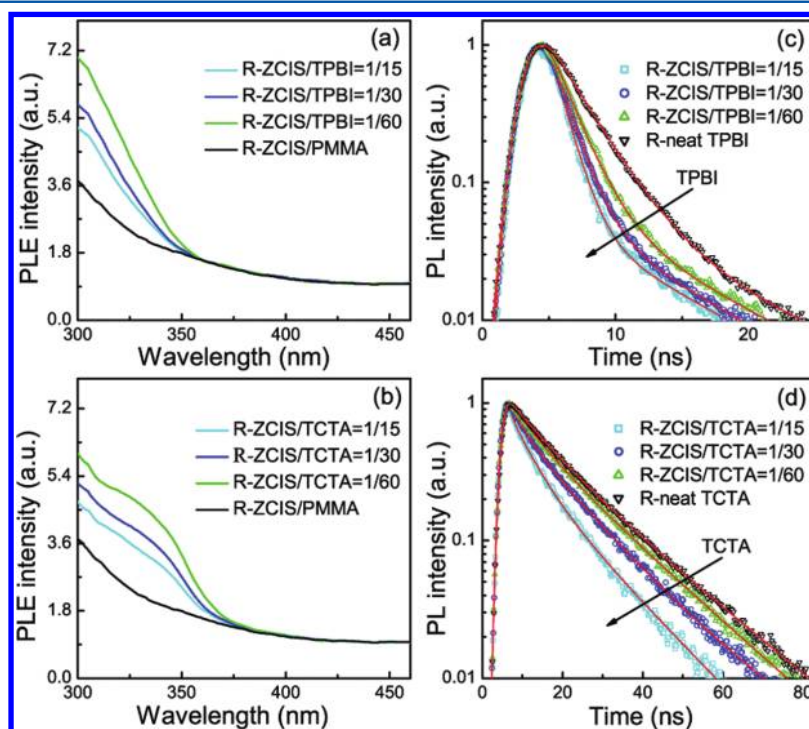 (a)
R-ZCIS/TPBI=1/15
R-ZCIS/TPBI=1/30
R-ZCIS/TPBI=1/60
R-ZCIS/PMMA
PLE intensity (a.u.)
7.2
5.4
3.6
1.8
0.0
300 350 400 450
Wavelength (nm)
(c)
R-ZCIS/TPBI=1/15
R-ZCIS/TPBI=1/30
R-ZCIS/TPBI=1/60
R-neat TPBI
TPBI
PL intensity (a.u.)
1
0.1
0.01
0 10 20
Time (ns)
(b)
R-ZCIS/TCTA=1/15
R-ZCIS/TCTA=1/30
R-ZCIS/TCTA=1/60
R-ZCIS/PMMA
PLE intensity (a.u.)
7.2
5.4
3.6
1.8
0.0
300 350 400 450
Wavelength (nm)
(d)
R-ZCIS/TCTA=1/15
R-ZCIS/TCTA=1/30
R-ZCIS/TCTA=1/60
R-neat TCTA
TCTA
PL intensity (a.u.)
1
0.1
0.01
0 20 40 60 80
Time (ns)